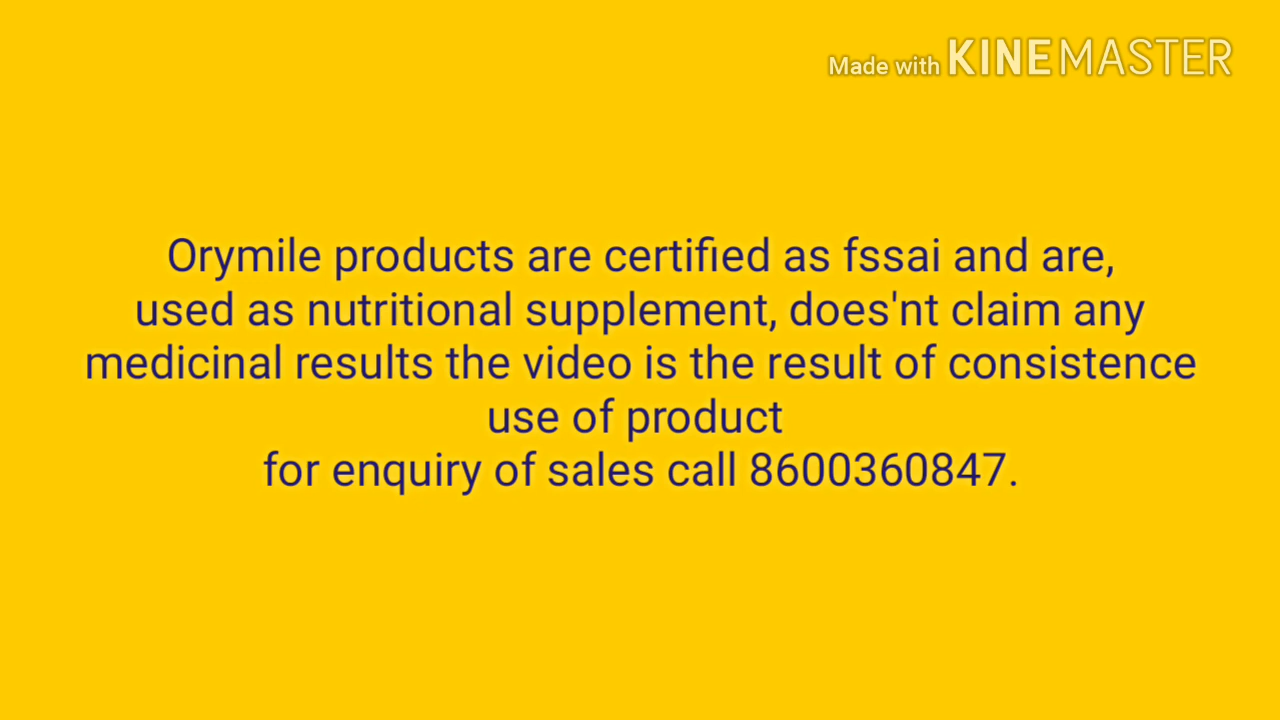 Made with KINEMASTER
Orymile products are certified as fssai and are,
used as nutritional supplement, does'nt claim any
medicinal results the video is the result of consistence
use of product
for enquiry of sales call 8600360847.